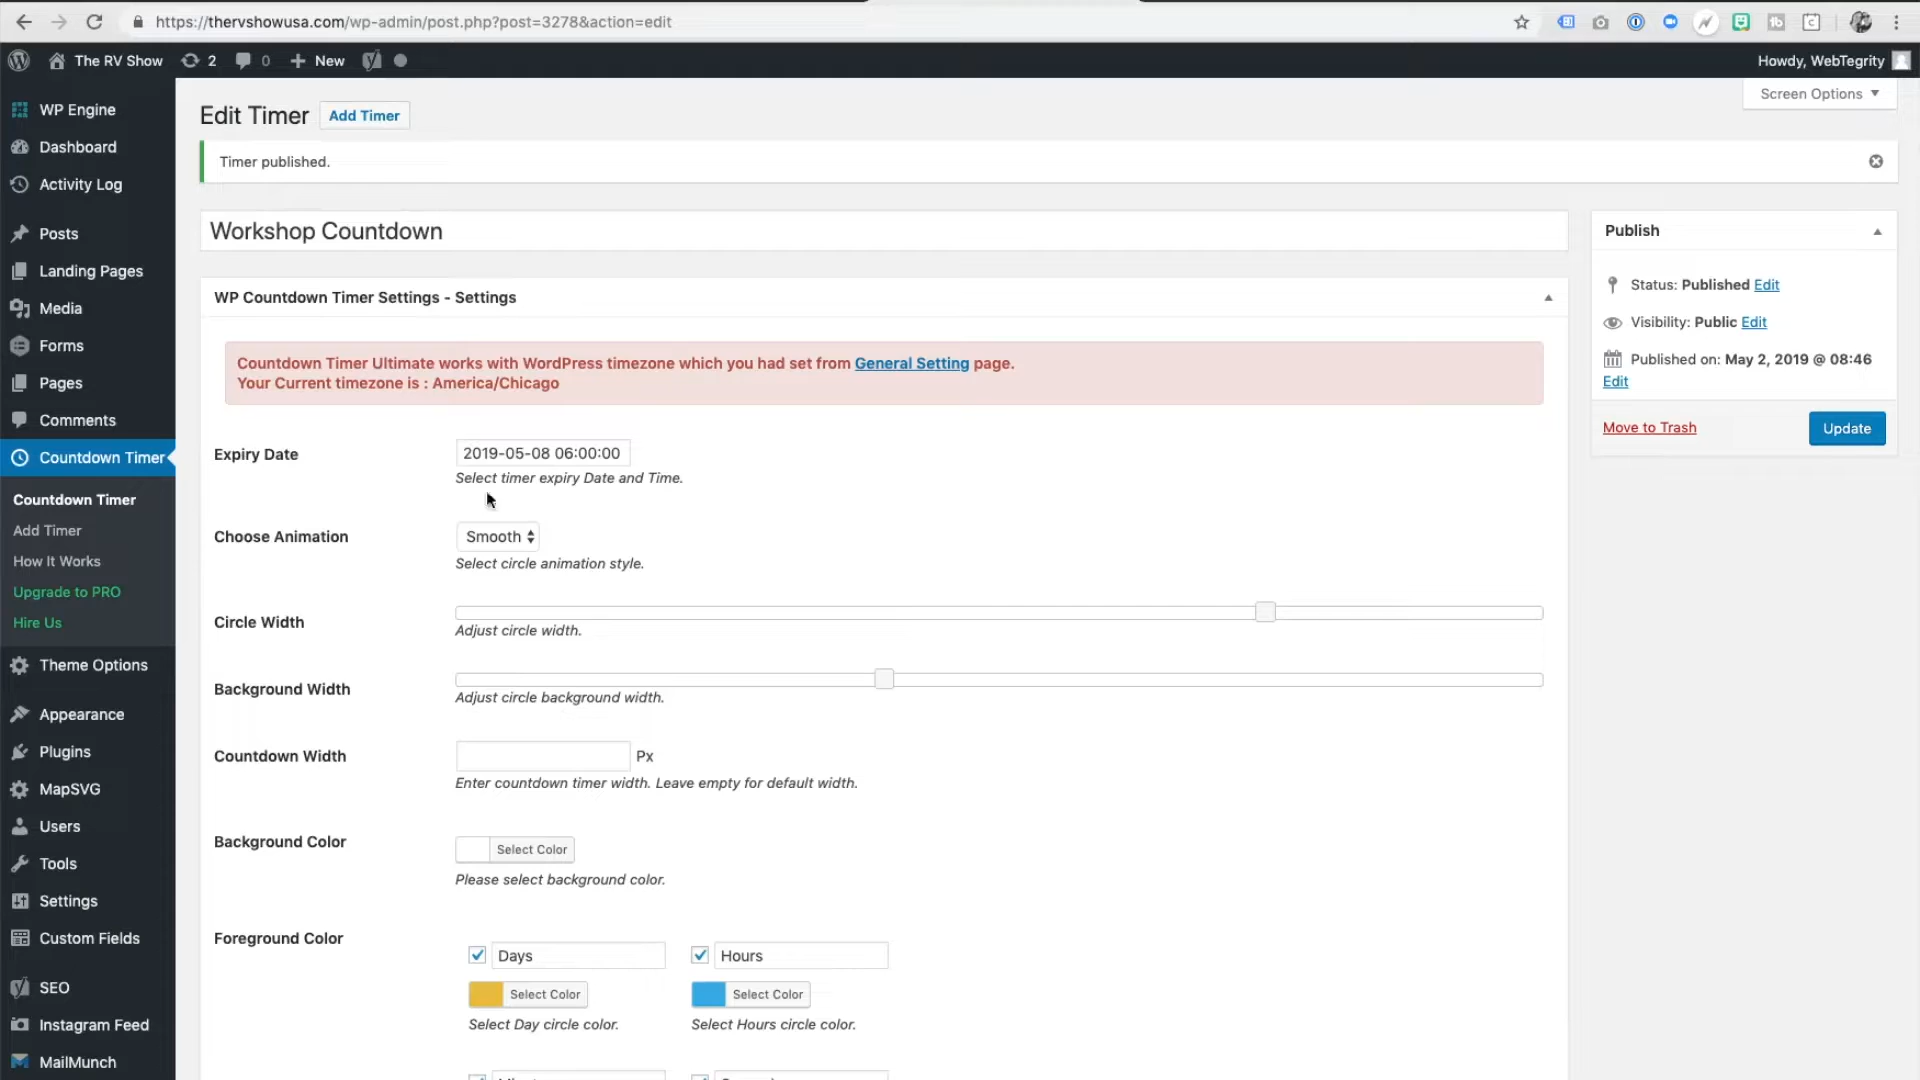 https://thervshowusa.com/wp-admin/post.php?post=3278&action=edit
The RV Show 2 0 New Howdy, WebTegrity
Screen Options
WP Engine
Dashboard
Activity Log
Posts
Landing Pages
Media
Forms
Pages
Comments
Countdown Timer
Countdown Timer
Add Timer
How It Works
Upgrade to PRO
Hire Us
Theme Options
Appearance
Plugins
MapSVG
Users
Tools
Settings
Custom Fields
SEO
Instagram Feed
MailMunch
Edit Timer Add Timer
Timer published.
Workshop Countdown
WP Countdown Timer Settings - Settings
Countdown Timer Ultimate works with WordPress timezone which you had set from General Setting page.
Your Current timezone is : America/Chicago
Expiry Date 2019-05-08 06:00:00
Select timer expiry Date and Time.
Choose Animation Smooth
Select circle animation style.
Circle Width
Adjust circle width.
Background Width
Adjust circle background width.
Countdown Width Px
Enter countdown timer width. Leave empty for default width.
Background Color Select Color
Please select background color.
Foreground Color
Days Hours
Select Color Select Color
Select Day circle color. Select Hours circle color.
Publish
Status: Published Edit
Visibility: Public Edit
Published on: May 2, 2019 @ 08:46
Edit
Move to Trash Update